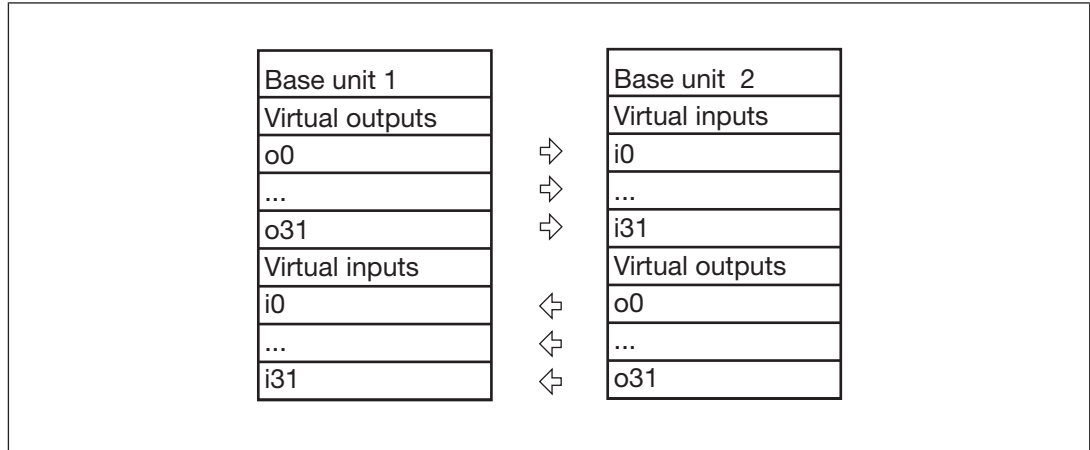 Base unit 1
Virtual outputs
o0
...
o31
Virtual inputs
i0
...
i31
Base unit 2
Virtual inputs
i0
...
i31
Virtual outputs
o0
...
o31